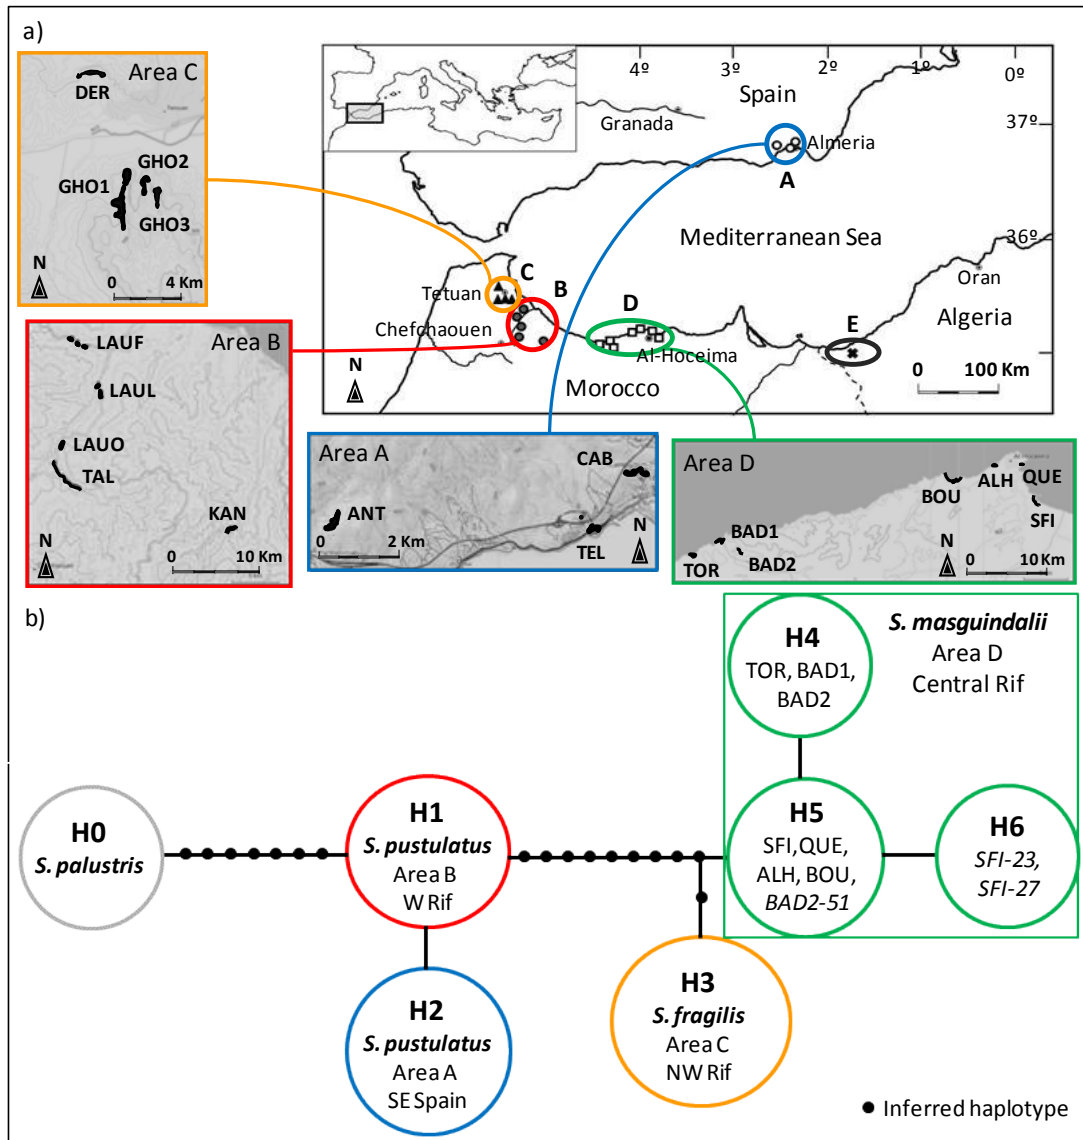 a)
Area C
DER
GHO2
GHO1
GHO3
N
0 4 Km
4º 3º 2º 1º 0º
Spain
37º
Granada
Almeria
A
Mediterranean Sea
36º
Oran
C
B
Tetuan
D
Chefchaouen
E
Algeria
Al-Hoceima
N
0 100 Km
Morocco
Area B
LAUF
LAUL
LAUO
TAL
KAN
N
0 10 Km
Area A
CAB
ANT
N
0 2 Km
TEL
Area D
ALH QUE
BOU
SFI
BAD1
N
BAD2
TOR
0 10 Km
b)
S. masguindalii
Area D
Central Rif
H4
TOR, BAD1,
BAD2
H0
S. palustris
H1
S. pustulatus
Area B
W Rif
H5
SFI,QUE,
ALH, BOU,
BAD2-51
H6
SFI-23,
SFI-27
H2
S. pustulatus
Area A
SE Spain
H3
S. fragilis
Area C
NW Rif
Inferred haplotype